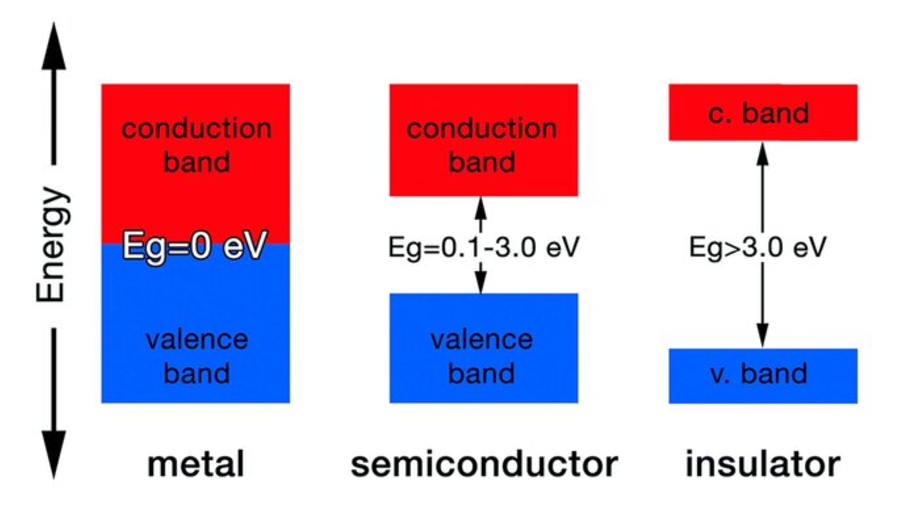 Energy
conduction
band
Eg=0 eV
valence
band
metal
conduction
band
Eg=0.1-3.0 eV
valence
band
semiconductor
c. band
Eg>3.0 eV
v. band
insulator